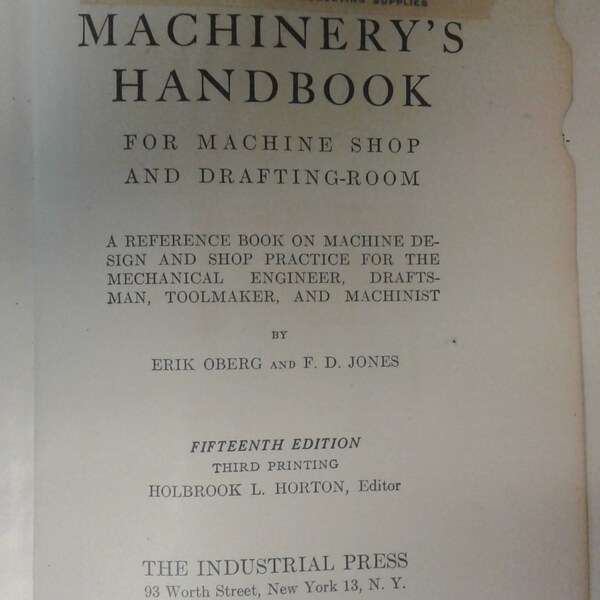 SUPPLIES
MACHINERY'S
HANDBOOK
FOR MACHINE SHOP
AND DRAFTING-ROOM
A REFERENCE BOOK ON MACHINE DE-
SIGN AND SHOP PRACTICE FOR THE
MECHANICAL ENGINEER, DRAFTS-
MAN, TOOLMAKER, AND MACHINIST
BY
ERIK OBERG AND F. D. JONES
FIFTEENTH EDITION
THIRD PRINTING
HOLBROOK L. HORTON, Editor
THE INDUSTRIAL PRESS
93 Worth Street, New York 13, N. Y.